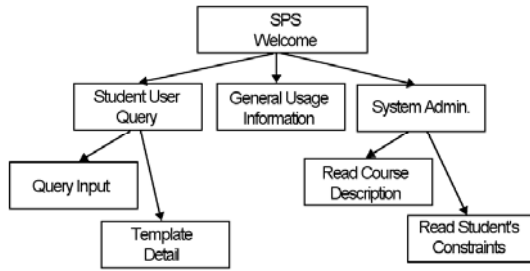 SPS
Welcome
Student User
Query
General Usage
Information
System Admin.
Query Input
Read Course
Description
Template
Detail
Read Student's
Constraints